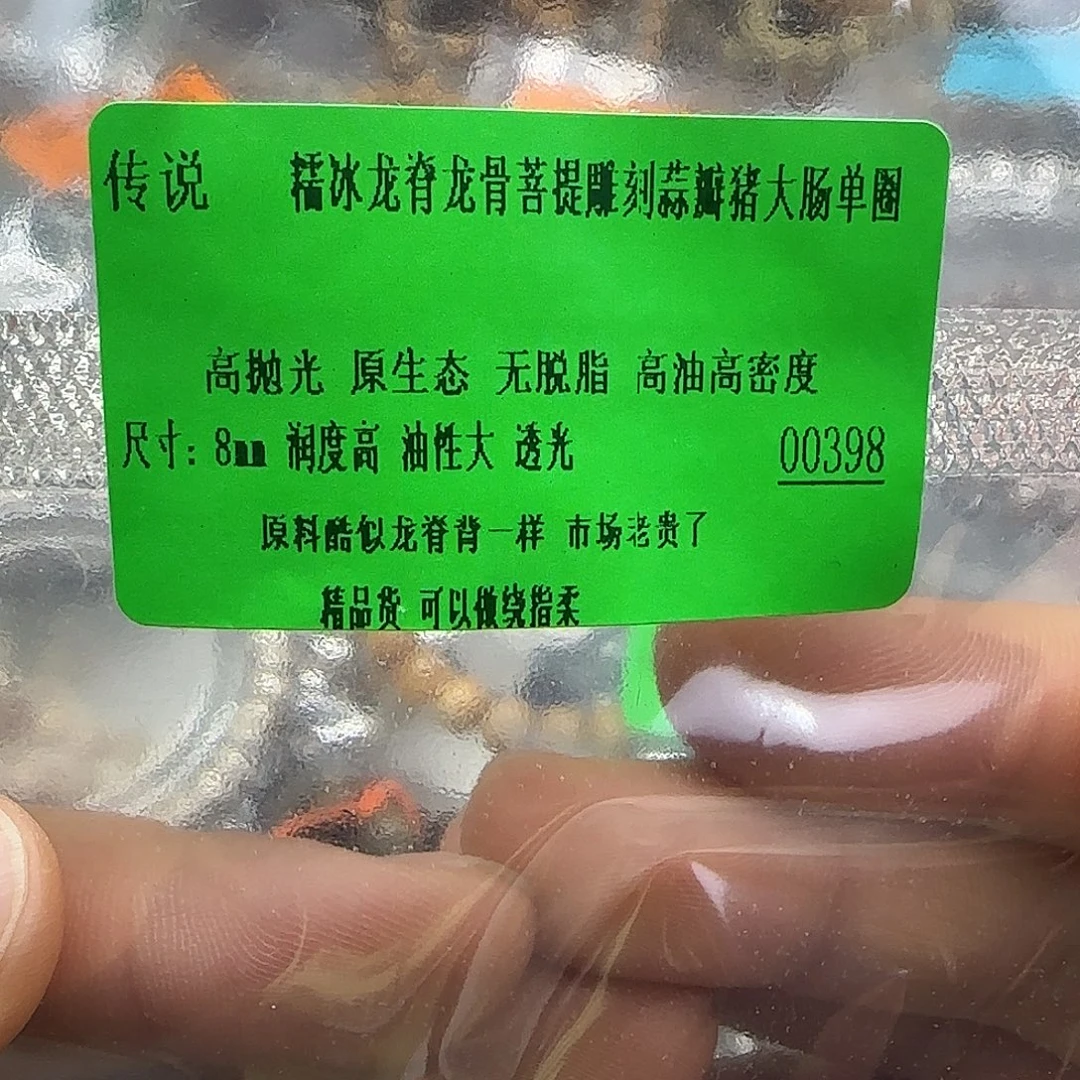 传说 糯冰龙脊龙骨菩提雕刻蒜瓣猪大肠单圈
高抛光 原生态 无脱脂 高油高密度
尺寸：8mm 润度高 油性大 透光 00398
原料酷似龙脊背一样 市场老贵了
精品货 可以做绕指柔